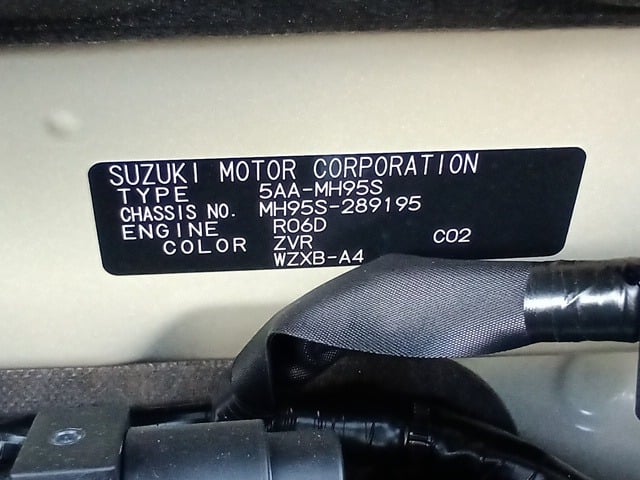 SUZUKI MOTOR CORPORATION
TYPE 5AA-MH95S
CHASSIS NO. MH95S-289195
ENGINE R06D
COLOR ZVR C02
WZXB-A4